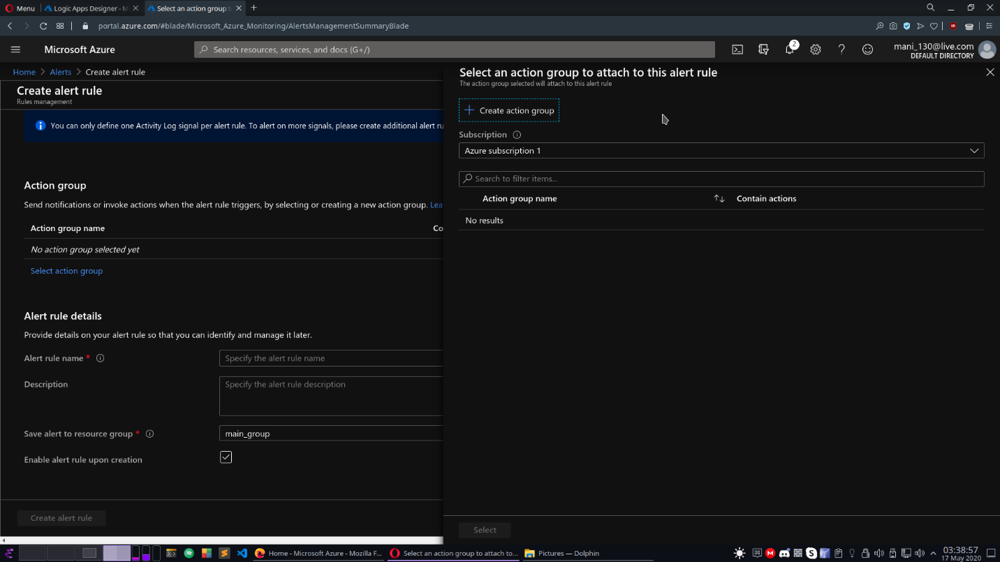 Menu
Logic Apps Designer - M
Select an action group t
portal.azure.com/#blade/Microsoft_Azure_Monitoring/AlertsManagementSummaryBlade
Microsoft Azure
Search resources, services, and docs (G+/)
2
mani_130@live.com
DEFAULT DIRECTORY
Home > Alerts > Create alert rule
Create alert rule
Rules management
You can only define one Activity Log signal per alert rule. To alert on more signals, please create additional alert ru
Action group
Send notifications or invoke actions when the alert rule triggers, by selecting or creating a new action group. Lea
Action group name
Co
No action group selected yet
Select action group
Alert rule details
Provide details on your alert rule so that you can identify and manage it later.
Alert rule name *
Specify the alert rule name
Description
Specify the alert rule description
Save alert to resource group *
main_group
Enable alert rule upon creation
Create alert rule
Select an action group to attach to this alert rule
The action group selected will attach to this alert rule
Create action group
Subscription
Azure subscription 1
Search to filter items...
Action group name
Contain actions
No results
Select
Home - Microsoft Azure - Mozilla F...
Select an action group to attach to...
Pictures — Dolphin
03:38:57
17 May 2020